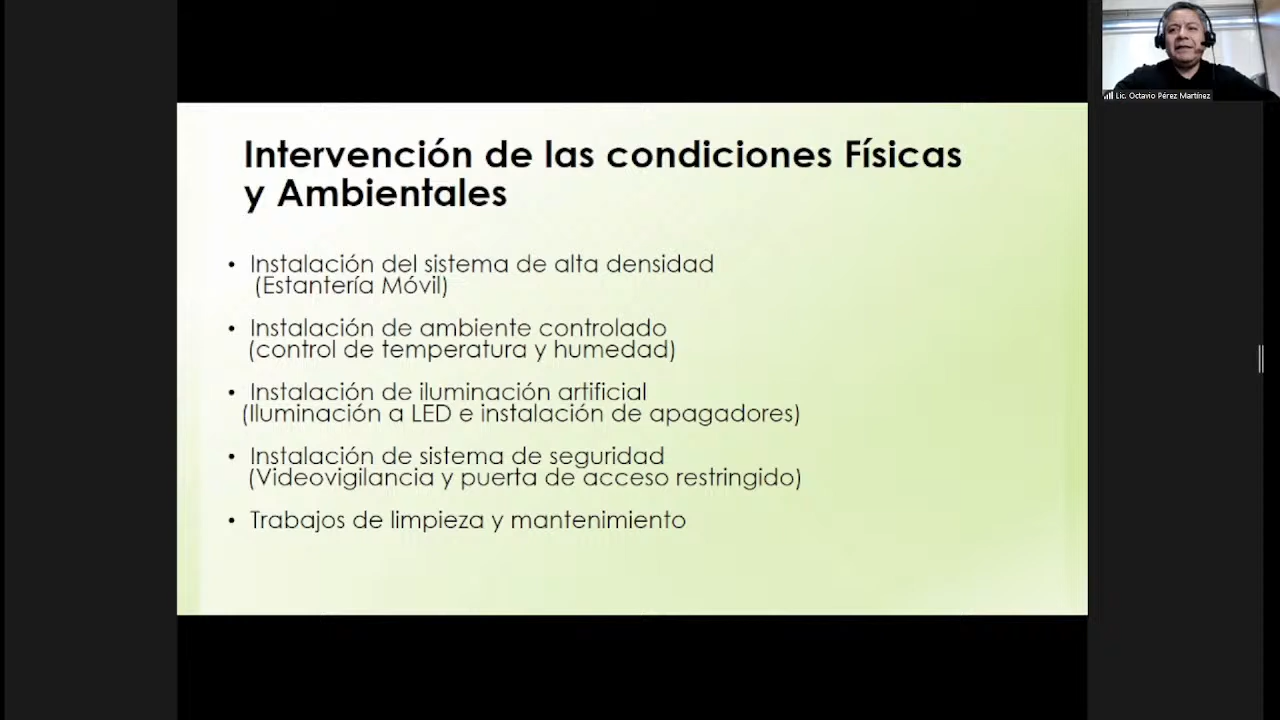 Lic. Octavio Pérez Martínez
Intervención de las condiciones Físicas
y Ambientales
• Instalación del sistema de alta densidad
(Estantería Móvil)
• Instalación de ambiente controlado
(control de temperatura y humedad)
• Instalación de iluminación artificial
(Iluminación a LED e instalación de apagadores)
• Instalación de sistema de seguridad
(Videovigilancia y puerta de acceso restringido)
• Trabajos de limpieza y mantenimiento